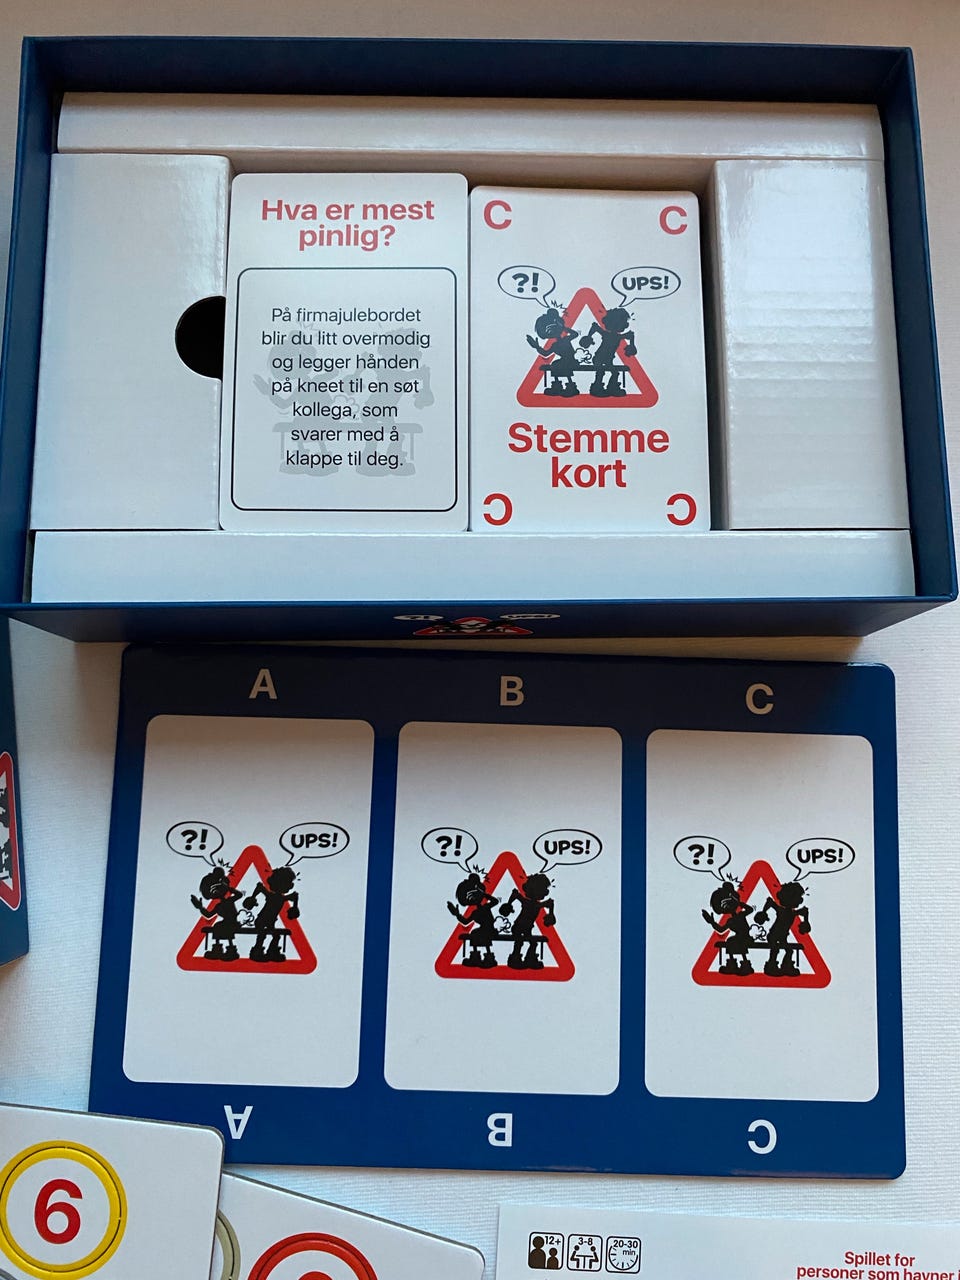 Hva er mest
pinlig?
På firmajulebordet
blir du litt overmodig
og legger hånden
på kneet til en søt
kollega, som
svarer med å
klappe til deg.
C
C
?!
UPS!
Stemme
kort
C
C
?!
UPS!
A
B
C
?!
UPS!
?!
UPS!
?!
UPS!
A
B
C
6
12+
3-8
20-30
min
Spillet for
personer som havner i